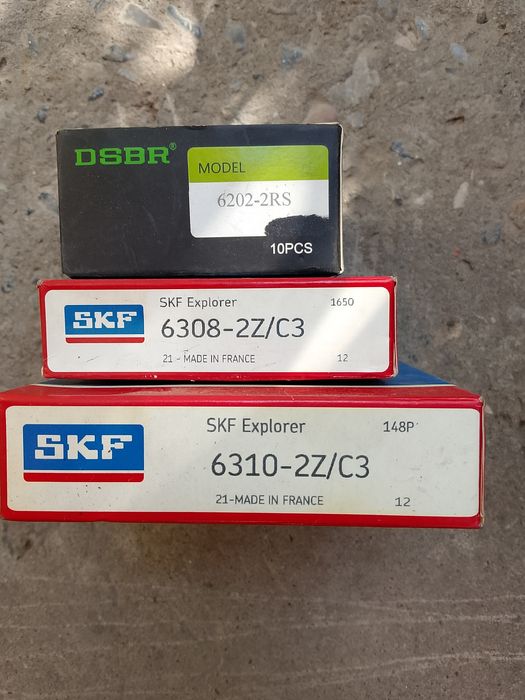 DSBR®
MODEL
6202-2RS
10PCS
SKF
SKF Explorer
1650
6308-2Z/C3
21 - MADE IN FRANCE
12
SKF
SKF Explorer
148P
6310-2Z/C3
21-MADE IN FRANCE
12